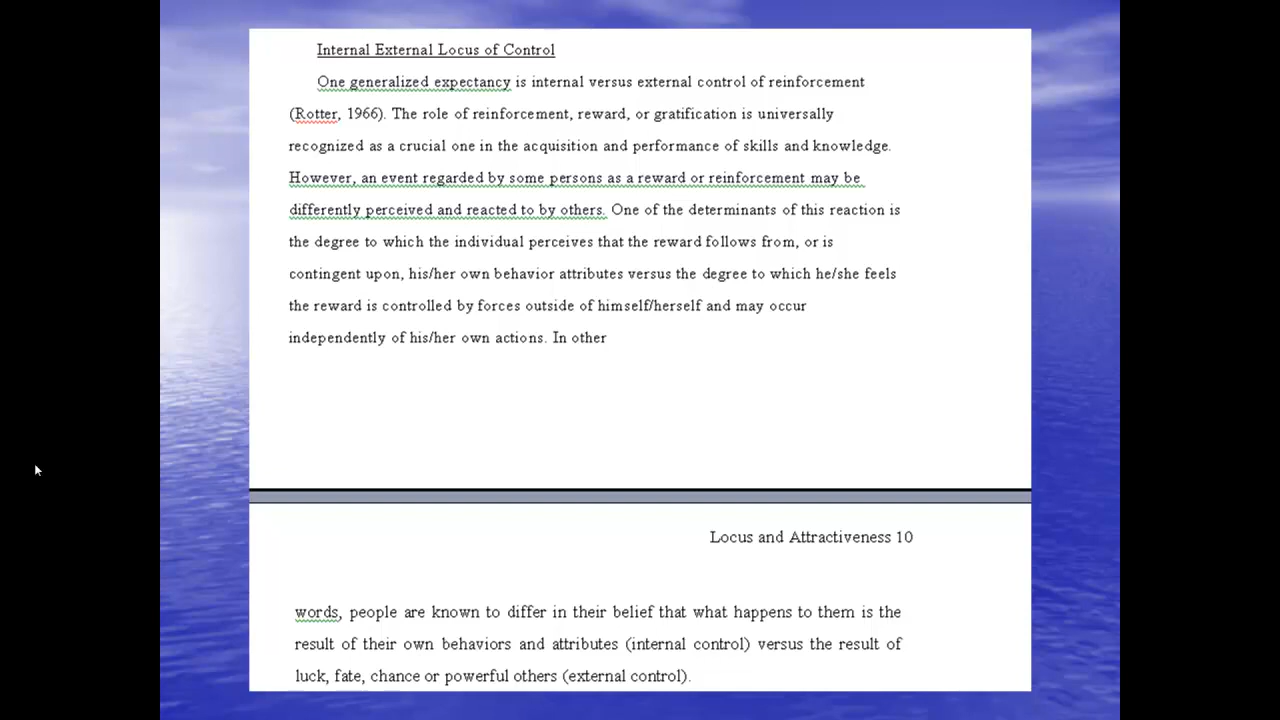 Internal External Locus of Control
One generalized expectancy is internal versus external control of reinforcement
(Rotter, 1966). The role of reinforcement, reward, or gratification is universally
recognized as a crucial one in the acquisition and performance of skills and knowledge.
However, an event regarded by some persons as a reward or reinforcement may be
differently perceived and reacted to by others. One of the determinants of this reaction is
the degree to which the individual perceives that the reward follows from, or is
contingent upon, his/her own behavior attributes versus the degree to which he/she feels
the reward is controlled by forces outside of himself/herself and may occur
independently of his/her own actions. In other
Locus and Attractiveness 10
words, people are known to differ in their belief that what happens to them is the
result of their own behaviors and attributes (internal control) versus the result of
luck, fate, chance or powerful others (external control).